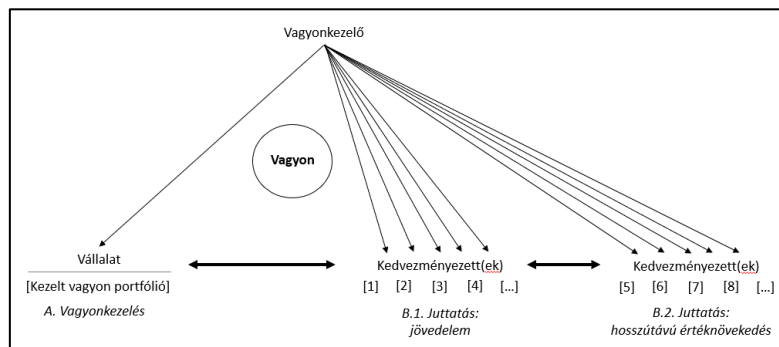 Vagyonkezelő
Vagyon
Vállalat
[Kezelt vagyon portfólió]
A. Vagyonkezelés
Kedvezményezett(ek)
[1] [2] [3] [4] [...]
B.1. Juttatás:
jövedelem
Kedvezményezett(ek)
[5] [6] [7] [8] [...]
B.2. Juttatás:
hosszútávú értéknövekedés